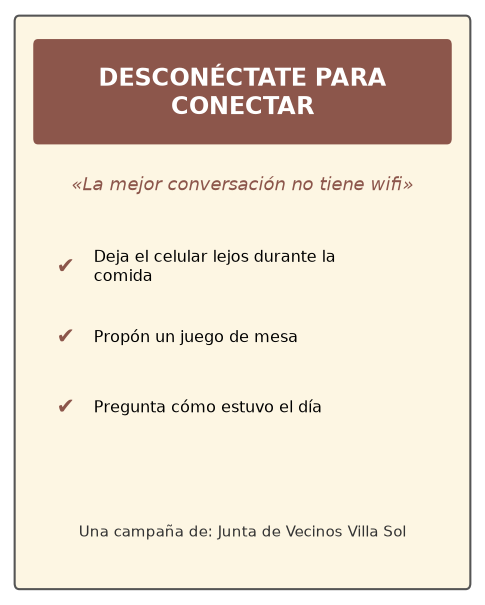 DESCONÉCTATE PARA
CONECTAR
«La mejor conversación no tiene wifi»
✔ Deja el celular lejos durante la
comida
✔ Propón un juego de mesa
✔ Pregunta cómo estuvo el día
Una campaña de: Junta de Vecinos Villa Sol